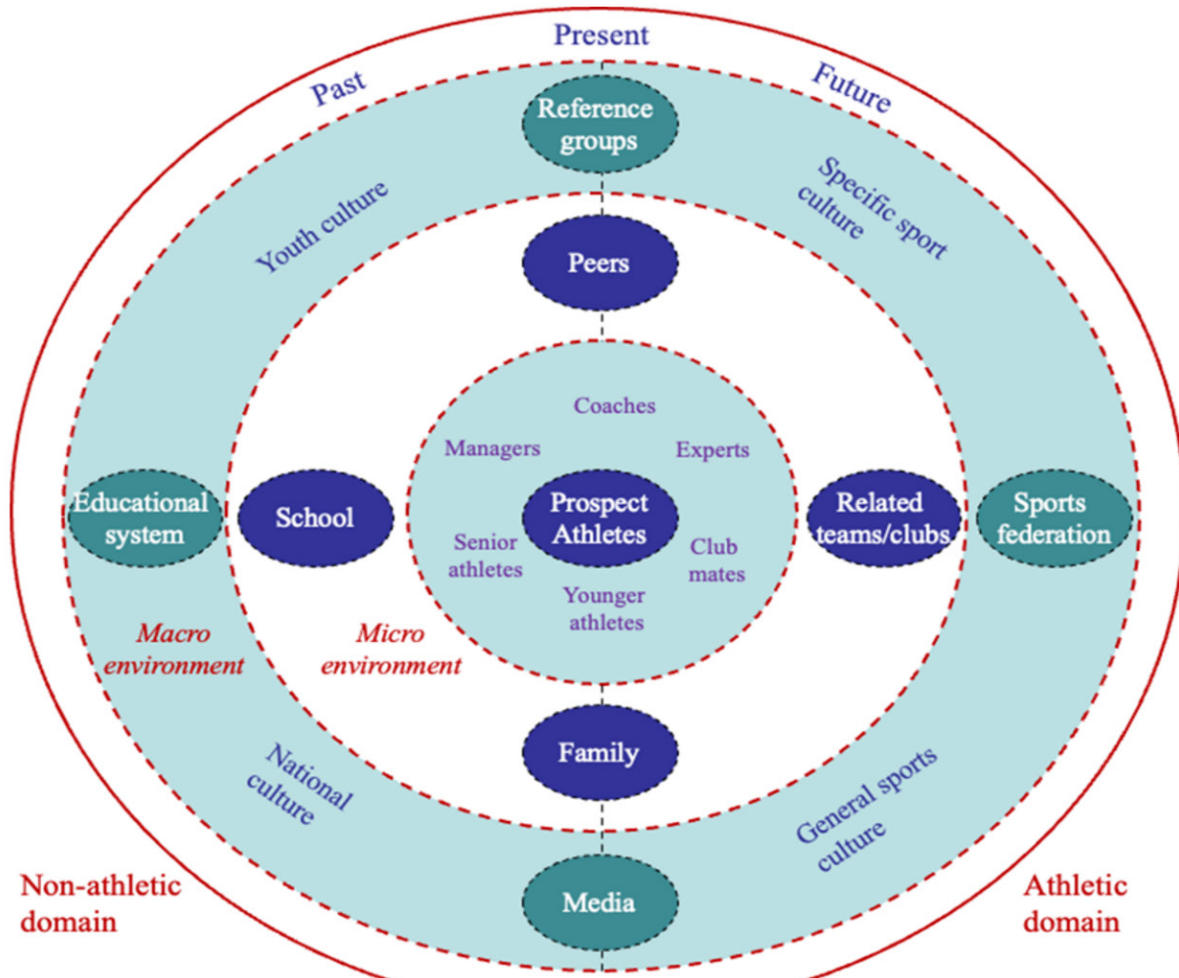 Present
Past
Future
Reference
groups
Youth culture
Specific sport
culture
Peers
Coaches
Managers
Experts
Educational
system
School
Prospect
Athletes
Related
teams/clubs
Sports
federation
Senior
athletes
Club
mates
Younger
athletes
Macro
environment
Micro
environment
Family
National
culture
General sports
culture
Media
Non-athletic
domain
Athletic
domain